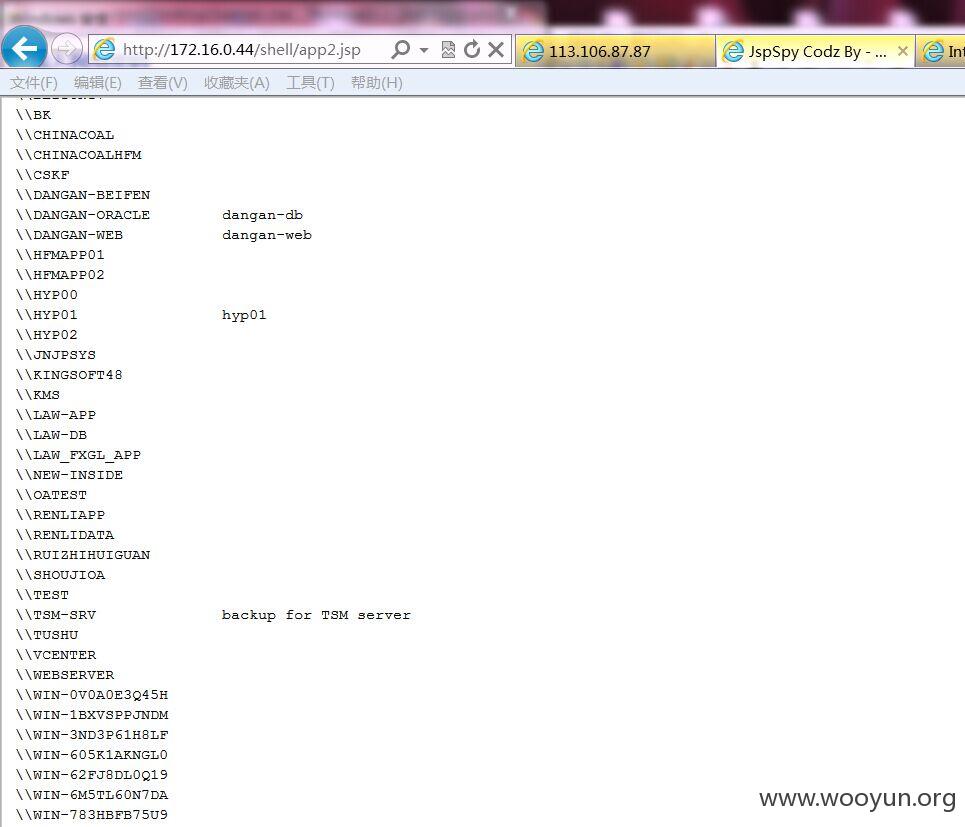 http://172.16.0.44/shell/app2.jsp
113.106.87.87
JspSpy Codz By - ...
Int
文件(F) 编辑(E) 查看(V) 收藏夹(A) 工具(T) 帮助(H)
\\BK
\\CHINACOAL
\\CHINACOALHFM
\\CSKF
\\DANGAN-BEIFEN
\\DANGAN-ORACLE dangan-db
\\DANGAN-WEB dangan-web
\\HFMAPP01
\\HFMAPP02
\\HYP00
\\HYP01 hyp01
\\HYP02
\\JNJPSYS
\\KINGSOFT48
\\KMS
\\LAW-APP
\\LAW-DB
\\LAW_FXGL_APP
\\NEW-INSIDE
\\OATEST
\\RENLIAPP
\\RENLIDATA
\\RUIZHIHUIGUAN
\\SHOUJIOA
\\TEST
\\TSM-SRV backup for TSM server
\\TUSHU
\\VCENTER
\\WEBSERVER
\\WIN-0V0A0E3Q45H
\\WIN-1BXVSPPJNDM
\\WIN-3ND3P61H8LF
\\WIN-605K1AKNGL0
\\WIN-62FJ8DL0Q19
\\WIN-6M5TL60N7DA
\\WIN-783HBFB75U9
www.wooyun.org